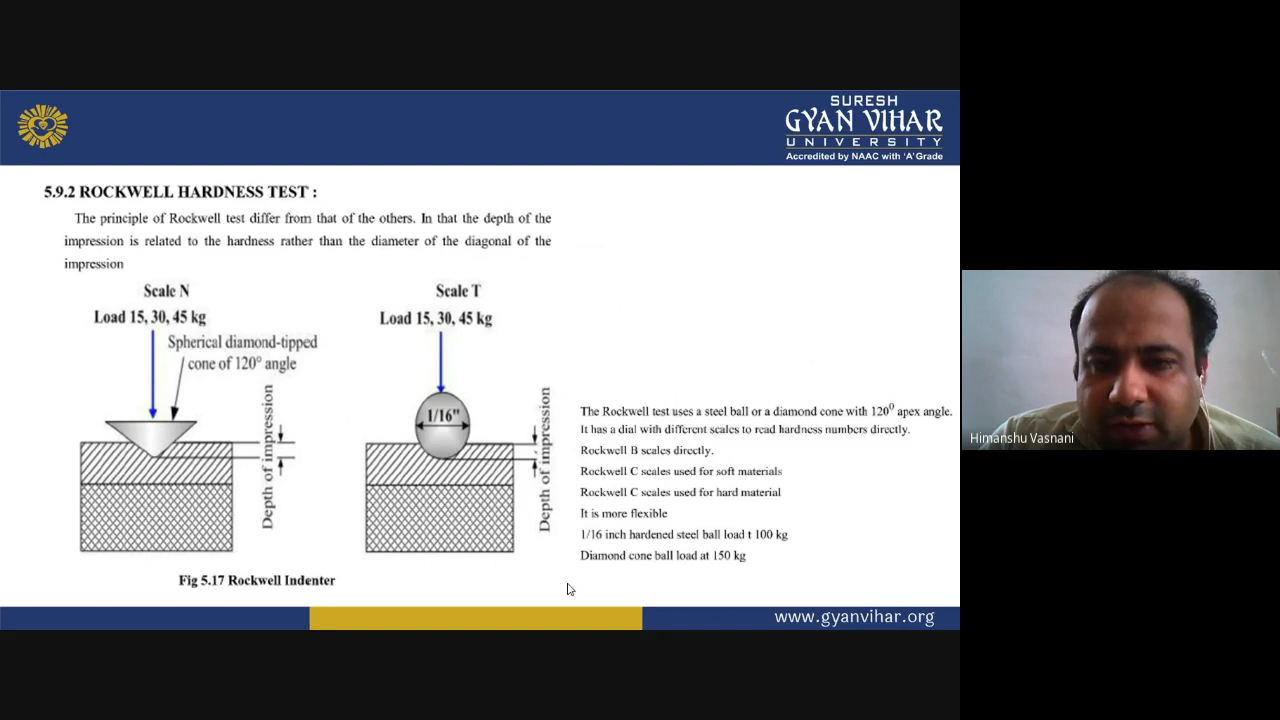 SURESH
GYAN VIHAR
UNIVERSITY
Accredited by NAAC with 'A' Grade
5.9.2 ROCKWELL HARDNESS TEST :
The principle of Rockwell test differ from that of the others. In that the depth of the
impression is related to the hardness rather than the diameter of the diagonal of the
impression
Scale N
Load 15, 30, 45 kg
Spherical diamond-tipped
cone of 120° angle
Depth of impression
Scale T
Load 15, 30, 45 kg
1/16"
Depth of impression
Fig 5.17 Rockwell Indenter
The Rockwell test uses a steel ball or a diamond cone with 120⁰ apex angle.
It has a dial with different scales to read hardness numbers directly.
Rockwell B scales directly.
Rockwell C scales used for soft materials
Rockwell C scales used for hard material
It is more flexible
1/16 inch hardened steel ball load t 100 kg
Diamond cone ball load at 150 kg
www.gyanvihar.org
Himanshu Vasnani